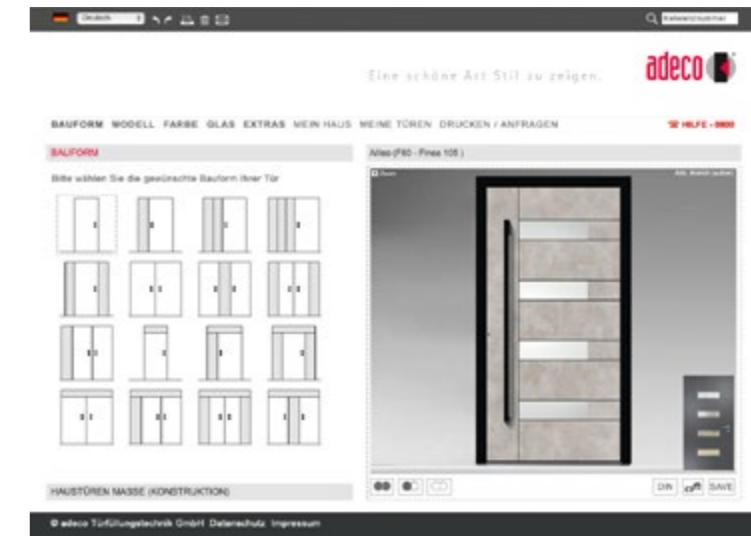 Deutsch
Referenznummer
adeco
Eine schöne Art Stil zu zeigen.
BAUFORM MODELL FARBE GLAS EXTRAS MEIN HAUS MEINE TÜREN DRUCKEN / ANFRAGEN
HILFE
BAUFORM
Bitte wählen Sie die gewünschte Bauform Ihrer Tür
HAUSTÜREN MASSE (KONSTRUKTION)
Zoom
DIN
SAVE
© adeco Türfüllungstechnik GmbH Datenschutz Impressum